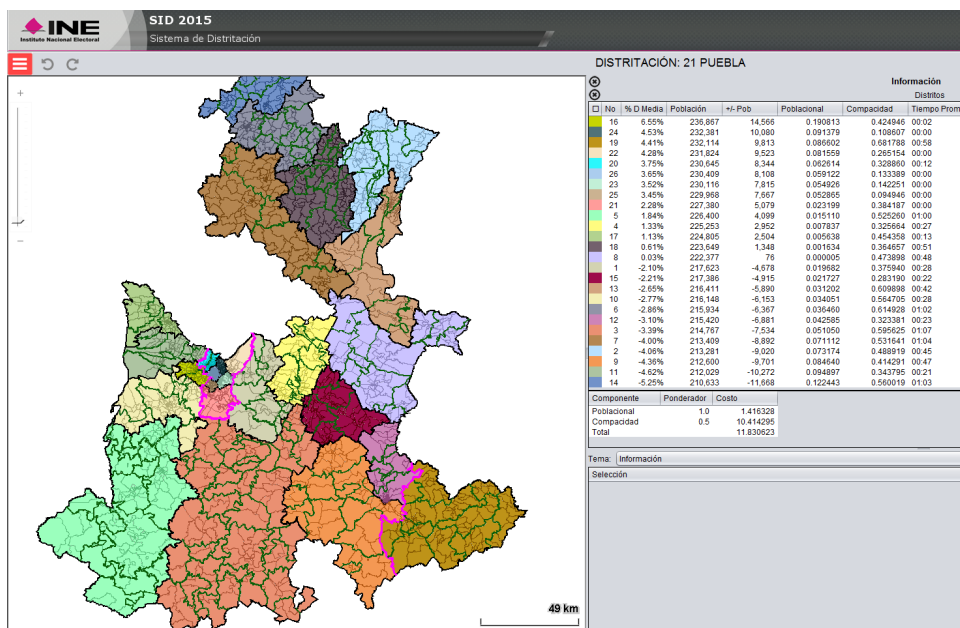 INE
Instituto Nacional Electoral
SID 2015
Sistema de Distritación
DISTRITACIÓN: 21 PUEBLA
Información
Distritos
No % D Media Población +/- Pob Poblacional Compacidad Tiempo Prom
16 6.55% 236,867 14,566 0.190813 0.424946 00:02
24 4.53% 232,381 10,080 0.091379 0.108607 00:00
19 4.41% 232,114 9,813 0.086602 0.681788 00:58
22 4.28% 231,824 9,523 0.081559 0.265154 00:00
20 3.75% 230,645 8,344 0.062614 0.328860 00:12
26 3.65% 230,409 8,108 0.059122 0.133389 00:00
23 3.52% 230,116 7,815 0.054926 0.142251 00:00
25 3.45% 229,968 7,667 0.052865 0.094946 00:00
21 2.28% 227,380 5,079 0.023199 0.384187 00:00
5 1.84% 226,400 4,099 0.015110 0.525260 01:00
4 1.33% 225,253 2,952 0.007837 0.325664 00:27
17 1.13% 224,805 2,504 0.005638 0.454358 00:13
18 0.61% 223,649 1,348 0.001634 0.364657 00:51
8 0.03% 222,377 76 0.000005 0.473898 00:48
1 -2.10% 217,623 -4,678 0.019682 0.375940 00:28
15 -2.21% 217,386 -4,915 0.021727 0.283190 00:22
13 -2.65% 216,411 -5,890 0.031202 0.609898 00:42
10 -2.77% 216,148 -6,153 0.034051 0.564705 00:28
6 -2.86% 215,934 -6,367 0.036460 0.614928 01:02
12 -3.10% 215,420 -6,881 0.042585 0.323381 00:23
3 -3.39% 214,767 -7,534 0.051050 0.595625 01:07
7 -4.00% 213,409 -8,892 0.071112 0.531641 01:04
2 -4.06% 213,281 -9,020 0.073174 0.488919 00:45
9 -4.36% 212,600 -9,701 0.084640 0.414291 00:47
11 -4.62% 212,029 -10,272 0.094897 0.343795 00:21
14 -5.25% 210,633 -11,668 0.122443 0.560019 01:03
Componente Ponderador Costo
Poblacional 1.0 1.416328
Compacidad 0.5 10.414295
Total 11.830623
Tema: Información
Selección
49 km